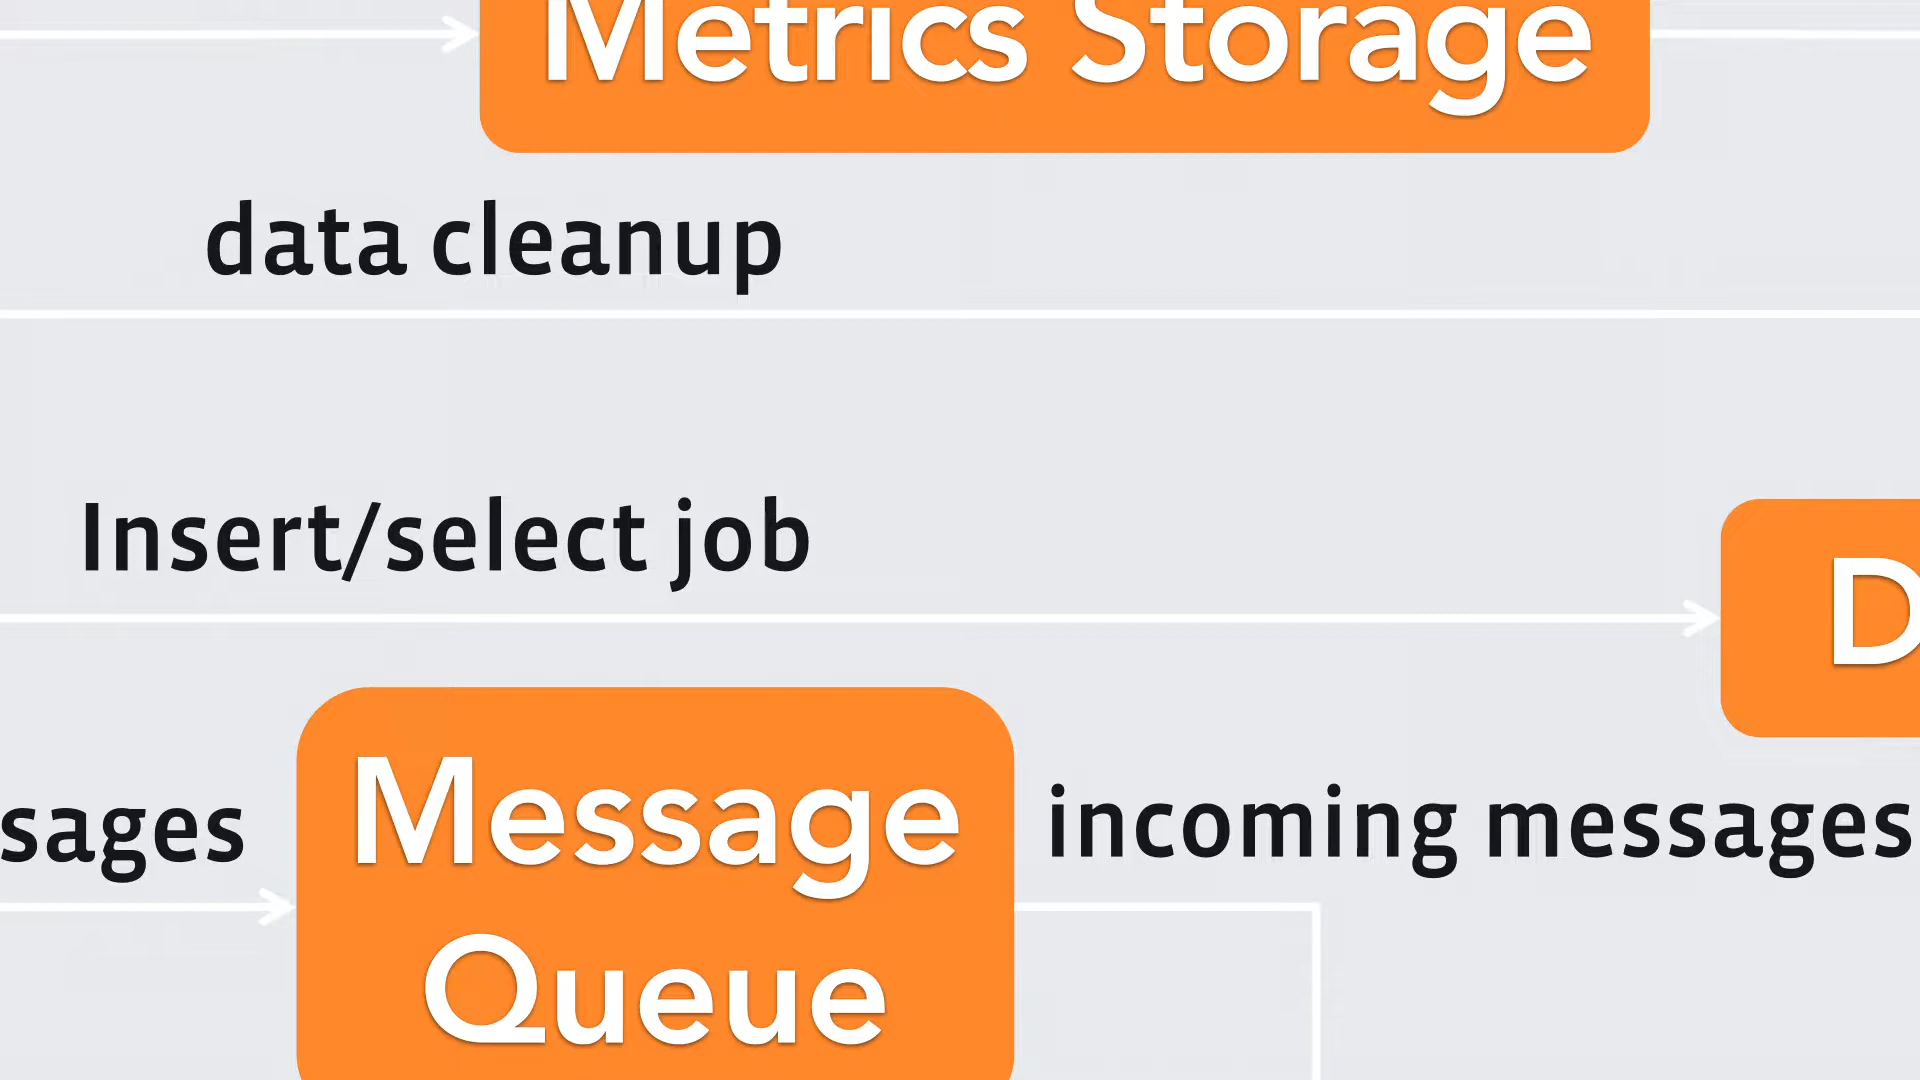 Metrics Storage
data cleanup
Insert/select job
D
sages
Message
Queue
incoming messages